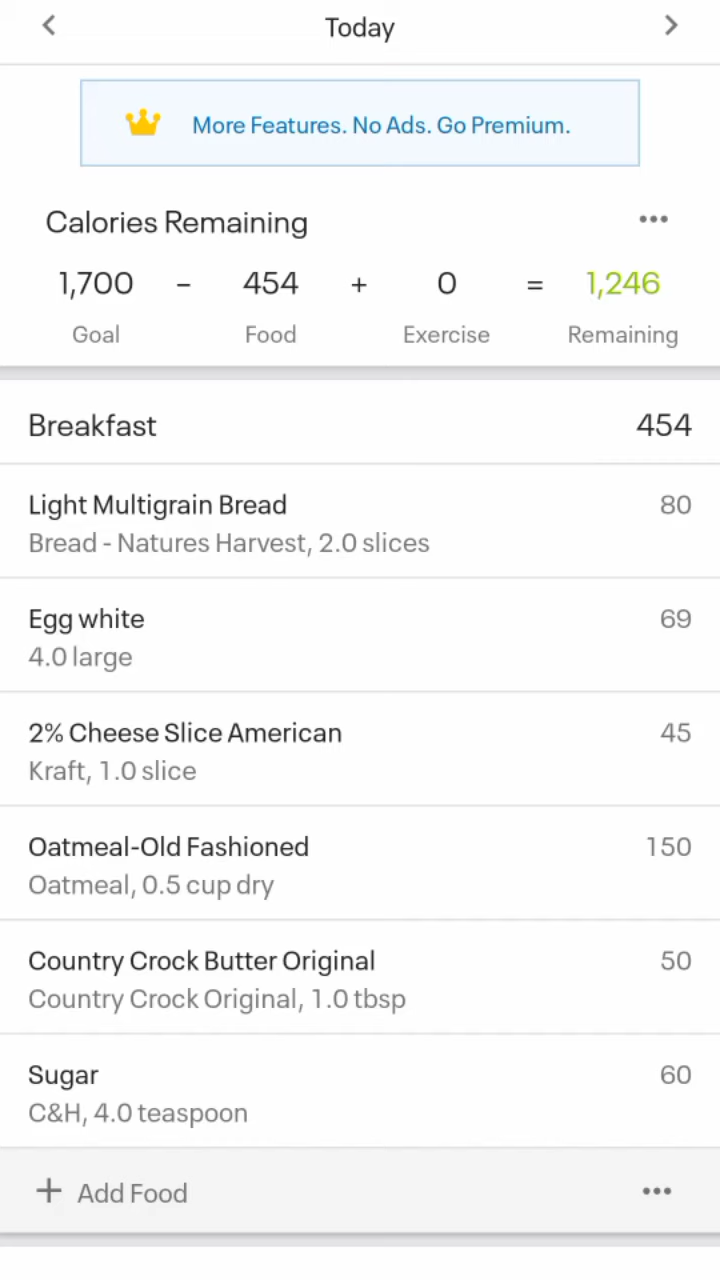 Today
More Features. No Ads. Go Premium.
Calories Remaining
1,700 - 454 + 0 = 1,246
Goal Food Exercise Remaining
Breakfast 454
Light Multigrain Bread 80
Bread - Natures Harvest, 2.0 slices
Egg white 69
4.0 large
2% Cheese Slice American 45
Kraft, 1.0 slice
Oatmeal-Old Fashioned 150
Oatmeal, 0.5 cup dry
Country Crock Butter Original 50
Country Crock Original, 1.0 tbsp
Sugar 60
C&H, 4.0 teaspoon
+ Add Food